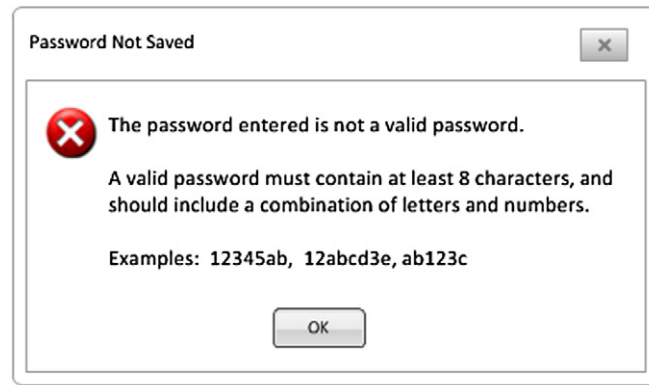 Password Not Saved
The password entered is not a valid password.
A valid password must contain at least 8 characters, and
should include a combination of letters and numbers.
Examples:  12345ab,  12abcd3e, ab123c
OK